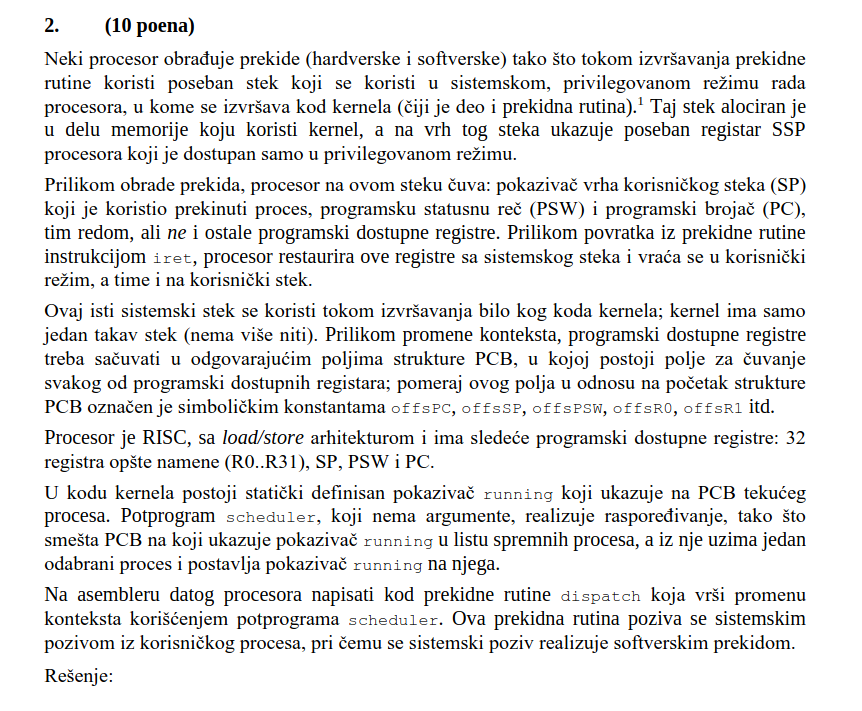 2. (10 poena)
Neki procesor obrađuje prekide (hardverske i softverske) tako što tokom izvršavanja prekidne
rutine koristi poseban stek koji se koristi u sistemskom, privilegovanom režimu rada
procesora, u kome se izvršava kod kernela (čiji je deo i prekidna rutina).1 Taj stek alociran je
u delu memorije koju koristi kernel, a na vrh tog steka ukazuje poseban registar SSP
procesora koji je dostupan samo u privilegovanom režimu.
Prilikom obrade prekida, procesor na ovom steku čuva: pokazivač vrha korisničkog steka (SP)
koji je koristio prekinuti proces, programsku statusnu reč (PSW) i programski brojač (PC),
tim redom, ali ne i ostale programski dostupne registre. Prilikom povratka iz prekidne rutine
instrukcijom iret, procesor restaurira ove registre sa sistemskog steka i vraća se u korisnički
režim, a time i na korisnički stek.
Ovaj isti sistemski stek se koristi tokom izvršavanja bilo kog koda kernela; kernel ima samo
jedan takav stek (nema više niti). Prilikom promene konteksta, programski dostupne registre
treba sačuvati u odgovarajućim poljima strukture PCB, u kojoj postoji polje za čuvanje
svakog od programski dostupnih registara; pomeraj ovog polja u odnosu na početak strukture
PCB označen je simboličkim konstantama offsPC, offsSP, offsPSW, offsR0, offsR1 itd.
Procesor je RISC, sa load/store arhitekturom i ima sledeće programski dostupne registre: 32
registra opšte namene (R0..R31), SP, PSW i PC.
U kodu kernela postoji statički definisan pokazivač running koji ukazuje na PCB tekućeg
procesa. Potprogram scheduler, koji nema argumente, realizuje raspoređivanje, tako što
smešta PCB na koji ukazuje pokazivač running u listu spremnih procesa, a iz nje uzima jedan
odabrani proces i postavlja pokazivač running na njega.
Na asembleru datog procesora napisati kod prekidne rutine dispatch koja vrši promenu
konteksta korišćenjem potprograma scheduler. Ova prekidna rutina poziva se sistemskim
pozivom iz korisničkog procesa, pri čemu se sistemski poziv realizuje softverskim prekidom.
Rešenje: